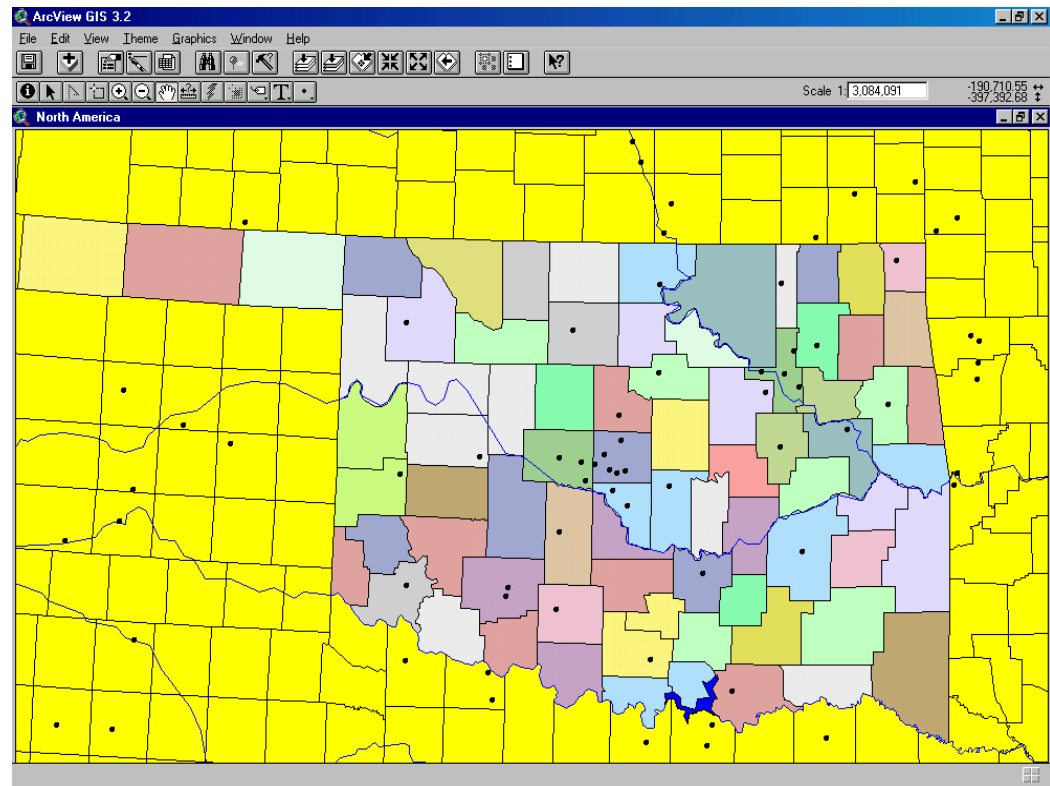 ArcView GIS 3.2
File Edit View Theme Graphics Window Help
Scale 1: 3,084,091
-190,710.55
-397,392.68
North America